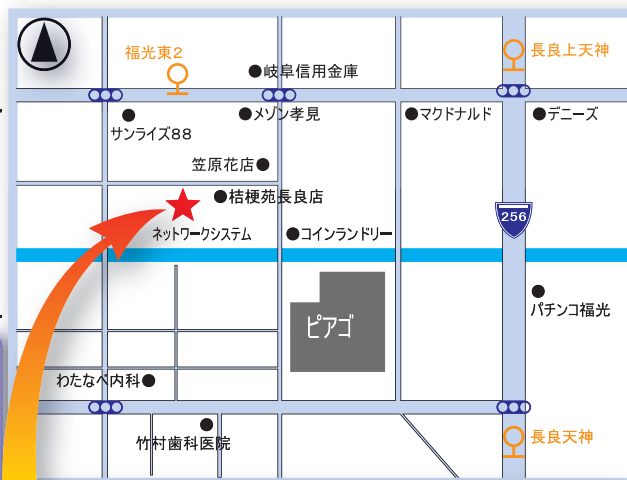 福光東2
長良上天神
岐阜信用金庫
サンライズ88
メゾン孝見
マクドナルド
デニーズ
笠原花店
桔梗苑長良店
256
ネットワークシステム
コインランドリー
パチンコ福光
ピアゴ
わたなべ内科
竹村歯科医院
長良天神